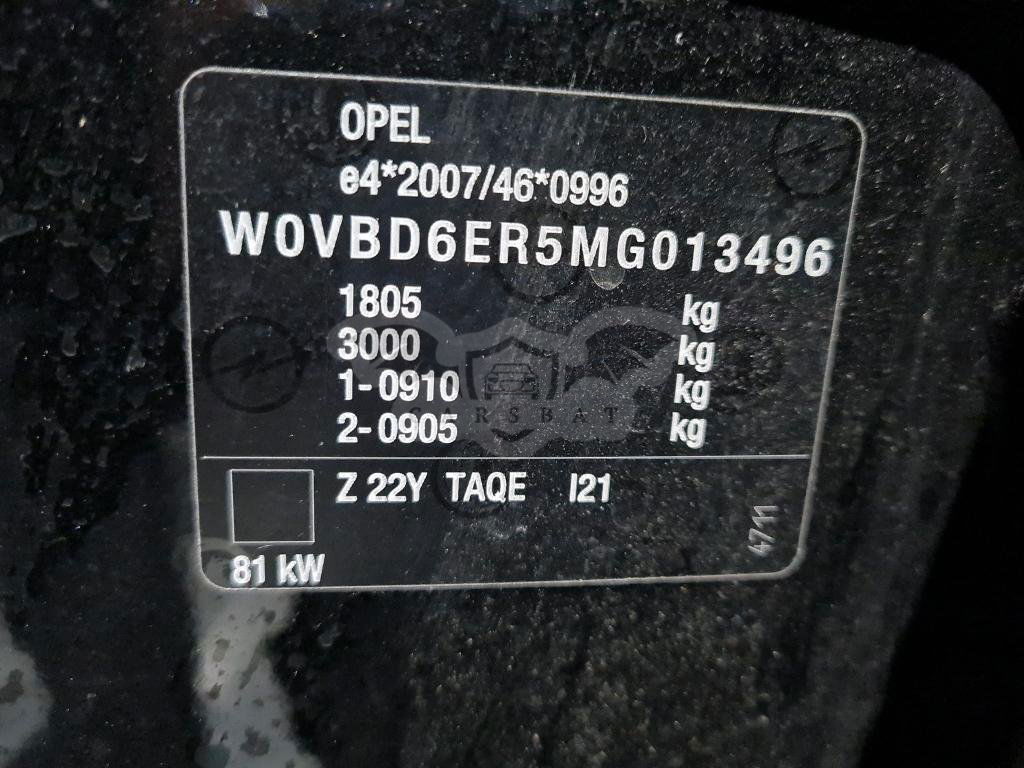 OPEL
e4*2007/46*0996
W0VBD6ER5MG013496
1805 kg
3000 kg
1-0910 kg
2-0905 kg
CARSBAT
Z 22Y TAQE I21
4711
81 kW